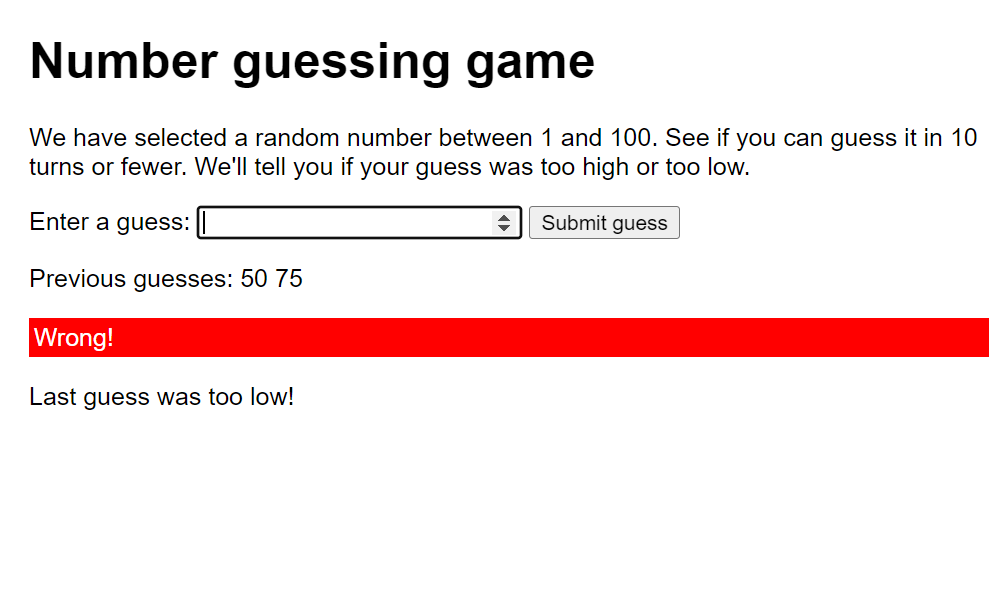 Number guessing game
We have selected a random number between 1 and 100. See if you can guess it in 10
turns or fewer. We'll tell you if your guess was too high or too low.
Enter a guess: Submit guess
Previous guesses: 50 75
Wrong!
Last guess was too low!